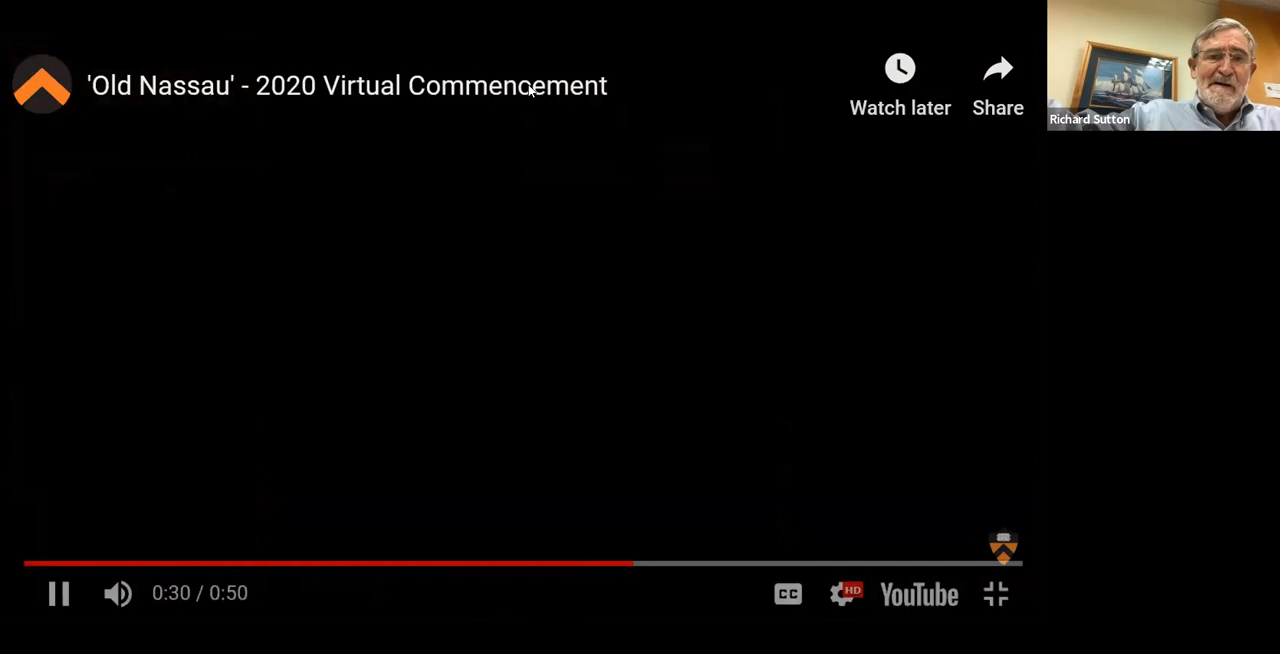 'Old Nassau' - 2020 Virtual Commencement
Watch later
Share
Richard Sutton
0:30 / 0:50
CC
HD
YouTube